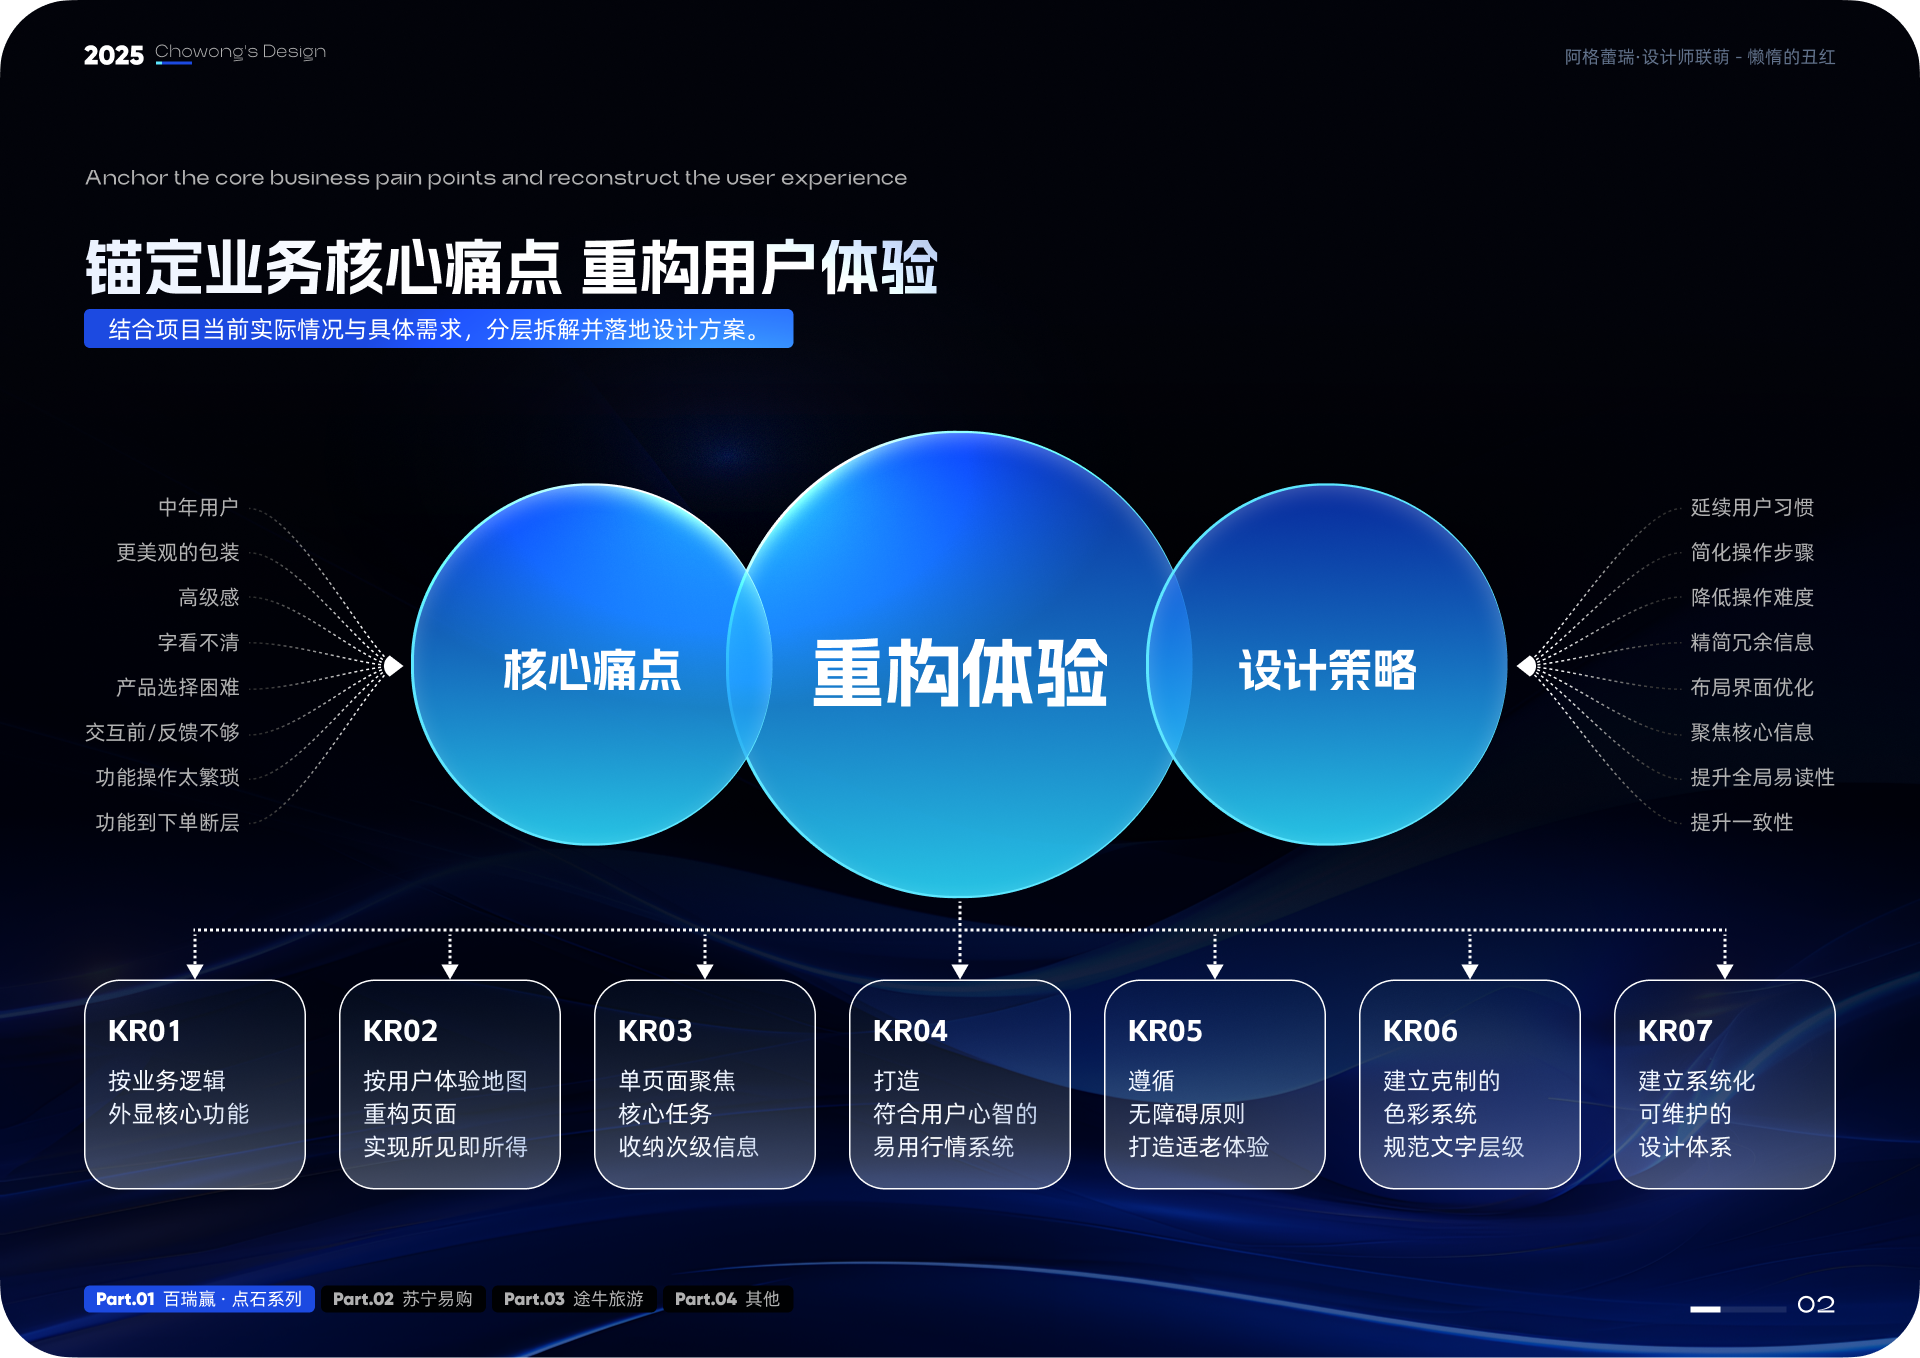 2025 Chowong's Design
阿格蕾瑞·设计师联萌 - 懒惰的丑红
Anchor the core business pain points and reconstruct the user experience
锚定业务核心痛点 重构用户体验
结合项目当前实际情况与具体需求，分层拆解并落地设计方案。
中年用户
更美观的包装
高级感
字看不清
产品选择困难
交互前/反馈不够
功能操作太繁琐
功能到下单断层
核心痛点
重构体验
设计策略
延续用户习惯
简化操作步骤
降低操作难度
精简冗余信息
布局界面优化
聚焦核心信息
提升全局易读性
提升一致性
KR01
按业务逻辑
外显核心功能
KR02
按用户体验地图
重构页面
实现所见即所得
KR03
单页面聚焦
核心任务
收纳次级信息
KR04
打造
符合用户心智的
易用行情系统
KR05
遵循
无障碍原则
打造适老体验
KR06
建立克制的
色彩系统
规范文字层级
KR07
建立系统化
可维护的
设计体系
Part.01 百瑞赢 · 点石系列
Part.02 苏宁易购
Part.03 途牛旅游
Part.04 其他
02